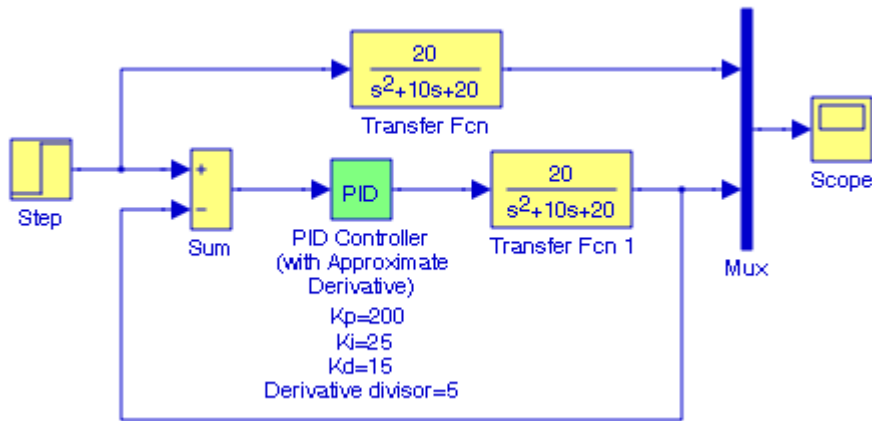 20
s²+10s+20
Transfer Fcn
Step
+
−
Sum
PID
PID Controller
(with Approximate
Derivative)
Kp=200
Ki=25
Kd=15
Derivative divisor=5
20
s²+10s+20
Transfer Fcn 1
Mux
Scope